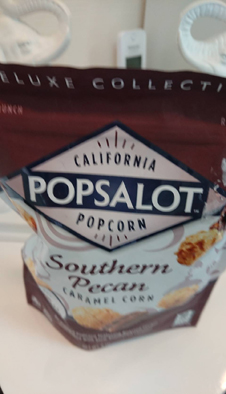 ELUXE COLLECTI
CALIFORNIA
POPSALOT
POPCORN
Southern
Pecan
CARAMEL CORN